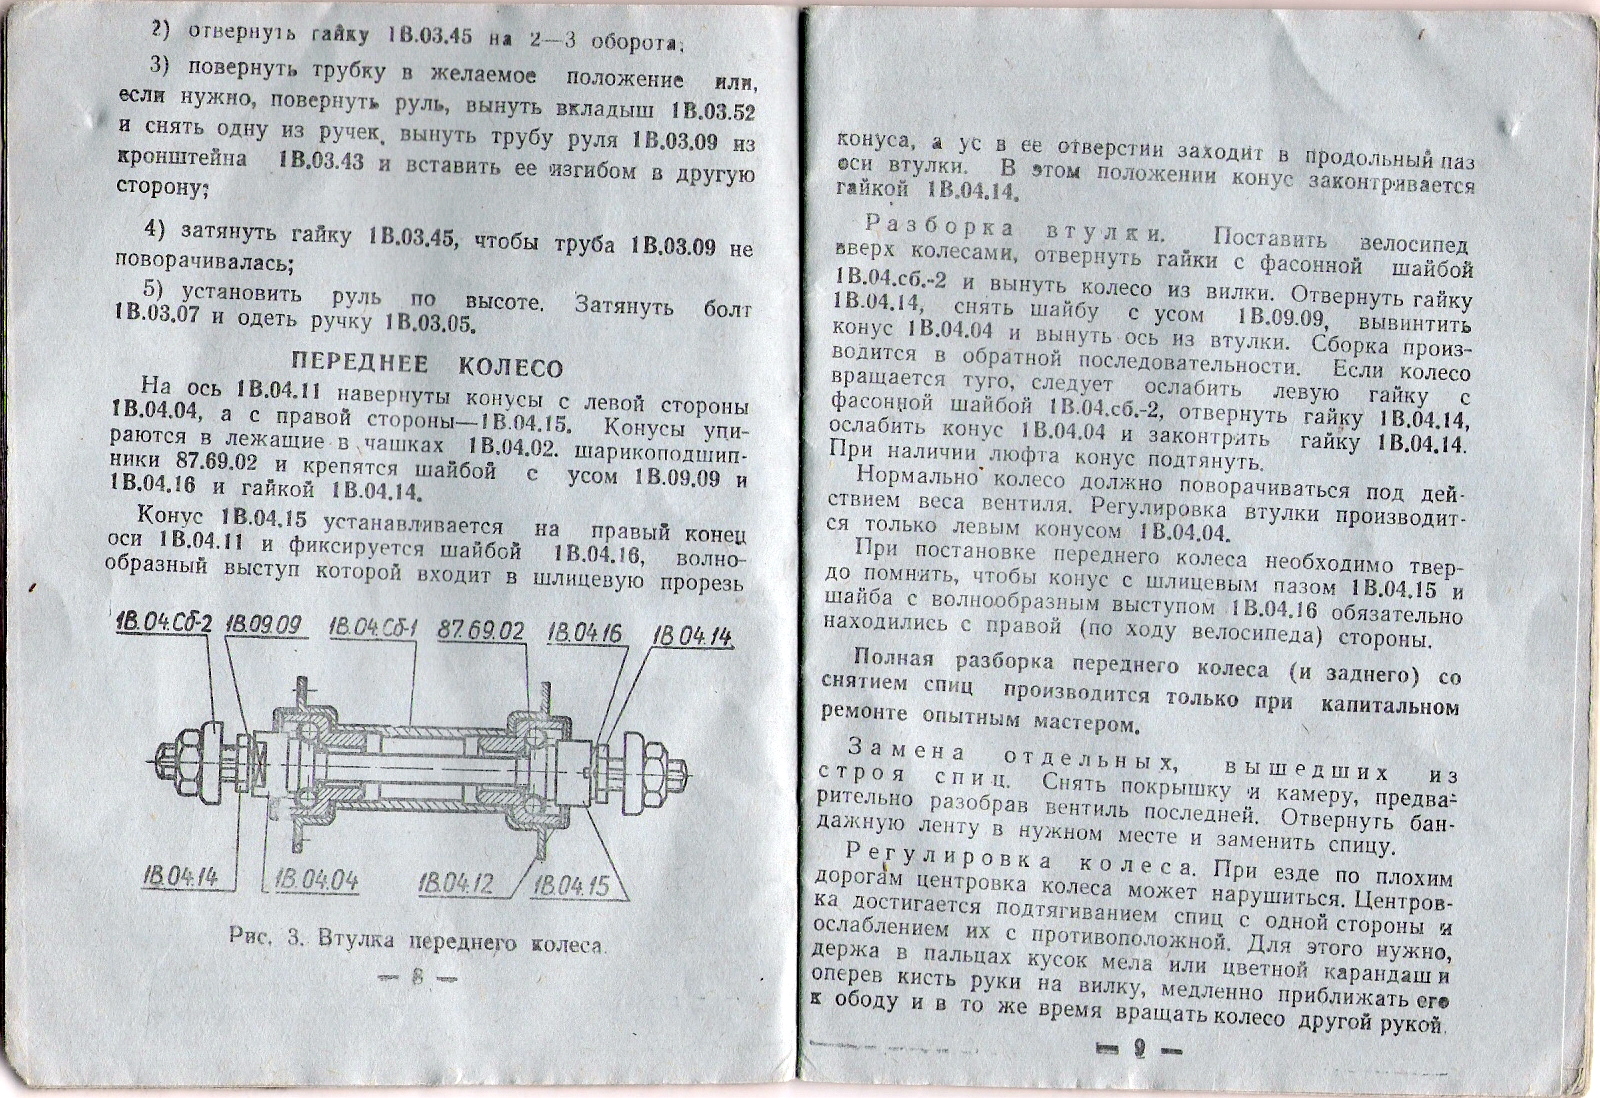 2) отвернуть гайку 1В.03.45 на 2—3 оборота;
3) повернуть трубку в желаемое положение или,
если нужно, повернуть руль, вынуть вкладыш 1В.03.52
и снять одну из ручек, вынуть трубу руля 1В.03.09 из
кронштейна 1В.03.43 и вставить ее изгибом в другую
сторону;
4) затянуть гайку 1В.03.45, чтобы труба 1В.03.09 не
поворачивалась;
5) установить руль по высоте. Затянуть болт
1В.03.07 и одеть ручку 1В.03.05.
ПЕРЕДНЕЕ КОЛЕСО
На ось 1В.04.11 навернуты конусы с левой стороны
1В.04.04, а с правой стороны—1В.04.15. Конусы упи-
раются в лежащие в чашках 1В.04.02. шарикоподшип-
ники 87.69.02 и крепятся шайбой с усом 1В.09.09 и
1В.04.16 и гайкой 1В.04.14.
Конус 1В.04.15 устанавливается на правый конец
оси 1В.04.11 и фиксируется шайбой 1В.04.16, волно-
образный выступ которой входит в шлицевую прорезь
1В.04.Сб-2 1В.09.09 1В.04.Сб-1 87.69.02 1В.04.16 1В 04.14.
1В.04.14 1В.04.04 1В.04.12 1В.04.15
Рис. 3. Втулка переднего колеса.
— 8 —
конуса, а ус в ее отверстии заходит в продольный паз
оси втулки. В этом положении конус законтривается
гайкой 1В.04.14.
Разборка втулки. Поставить велосипед
вверх колесами, отвернуть гайки с фасонной шайбой
1В.04.сб.-2 и вынуть колесо из вилки. Отвернуть гайку
1В.04.14, снять шайбу с усом 1В.09.09, вывинтить
конус 1В.04.04 и вынуть ось из втулки. Сборка произ-
водится в обратной последовательности. Если колесо
вращается туго, следует ослабить левую гайку с
фасонной шайбой 1В.04.сб.-2, отвернуть гайку 1В.04.14,
ослабить конус 1В.04.04 и законтрить гайку 1В.04.14.
При наличии люфта конус подтянуть.
Нормально колесо должно поворачиваться под дей-
ствием веса вентиля. Регулировка втулки производит-
ся только левым конусом 1В.04.04.
При постановке переднего колеса необходимо твер-
до помнить, чтобы конус с шлицевым пазом 1В.04.15 и
шайба с волнообразным выступом 1В.04.16 обязательно
находились с правой (по ходу велосипеда) стороны.
Полная разборка переднего колеса (и заднего) со
снятием спиц производится только при капитальном
ремонте опытным мастером.
Замена отдельных, вышедших из
строя спиц. Снять покрышку и камеру, предва-
рительно разобрав вентиль последней. Отвернуть бан-
дажную ленту в нужном месте и заменить спицу.
Регулировка колеса. При езде по плохим
дорогам центровка колеса может нарушиться. Центров-
ка достигается подтягиванием спиц с одной стороны и
ослаблением их с противоположной. Для этого нужно,
держа в пальцах кусок мела или цветной карандаш и
оперев кисть руки на вилку, медленно приближать его
к ободу и в то же время вращать колесо другой рукой.
— 9 —